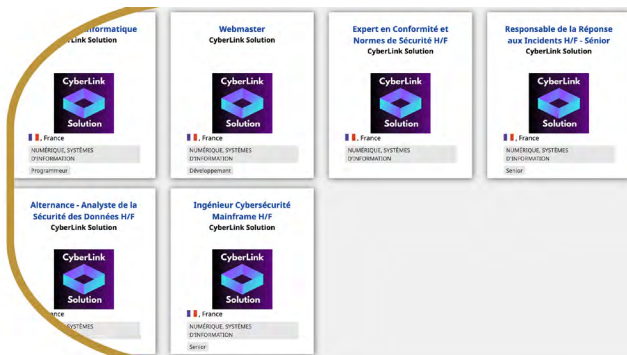 nformatique
CyberLink Solution
CyberLink
Solution
, France
NUMÉRIQUE, SYSTÈMES
D'INFORMATION
Programmeur
Webmaster
CyberLink Solution
CyberLink
Solution
, France
NUMÉRIQUE, SYSTÈMES
D'INFORMATION
Développement
Expert en Conformité et
Normes de Sécurité H/F
CyberLink Solution
CyberLink
Solution
, France
NUMÉRIQUE, SYSTÈMES
D'INFORMATION
Responsable de la Réponse
aux Incidents H/F - Sénior
CyberLink Solution
CyberLink
Solution
, France
NUMÉRIQUE, SYSTÈMES
D'INFORMATION
Senior
Alternance - Analyste de la
Sécurité des Données H/F
CyberLink Solution
CyberLink
Solution
SYSTÈMES
Ingénieur Cybersécurité
Mainframe H/F
CyberLink Solution
CyberLink
Solution
, France
NUMÉRIQUE, SYSTÈMES
D'INFORMATION
Senior